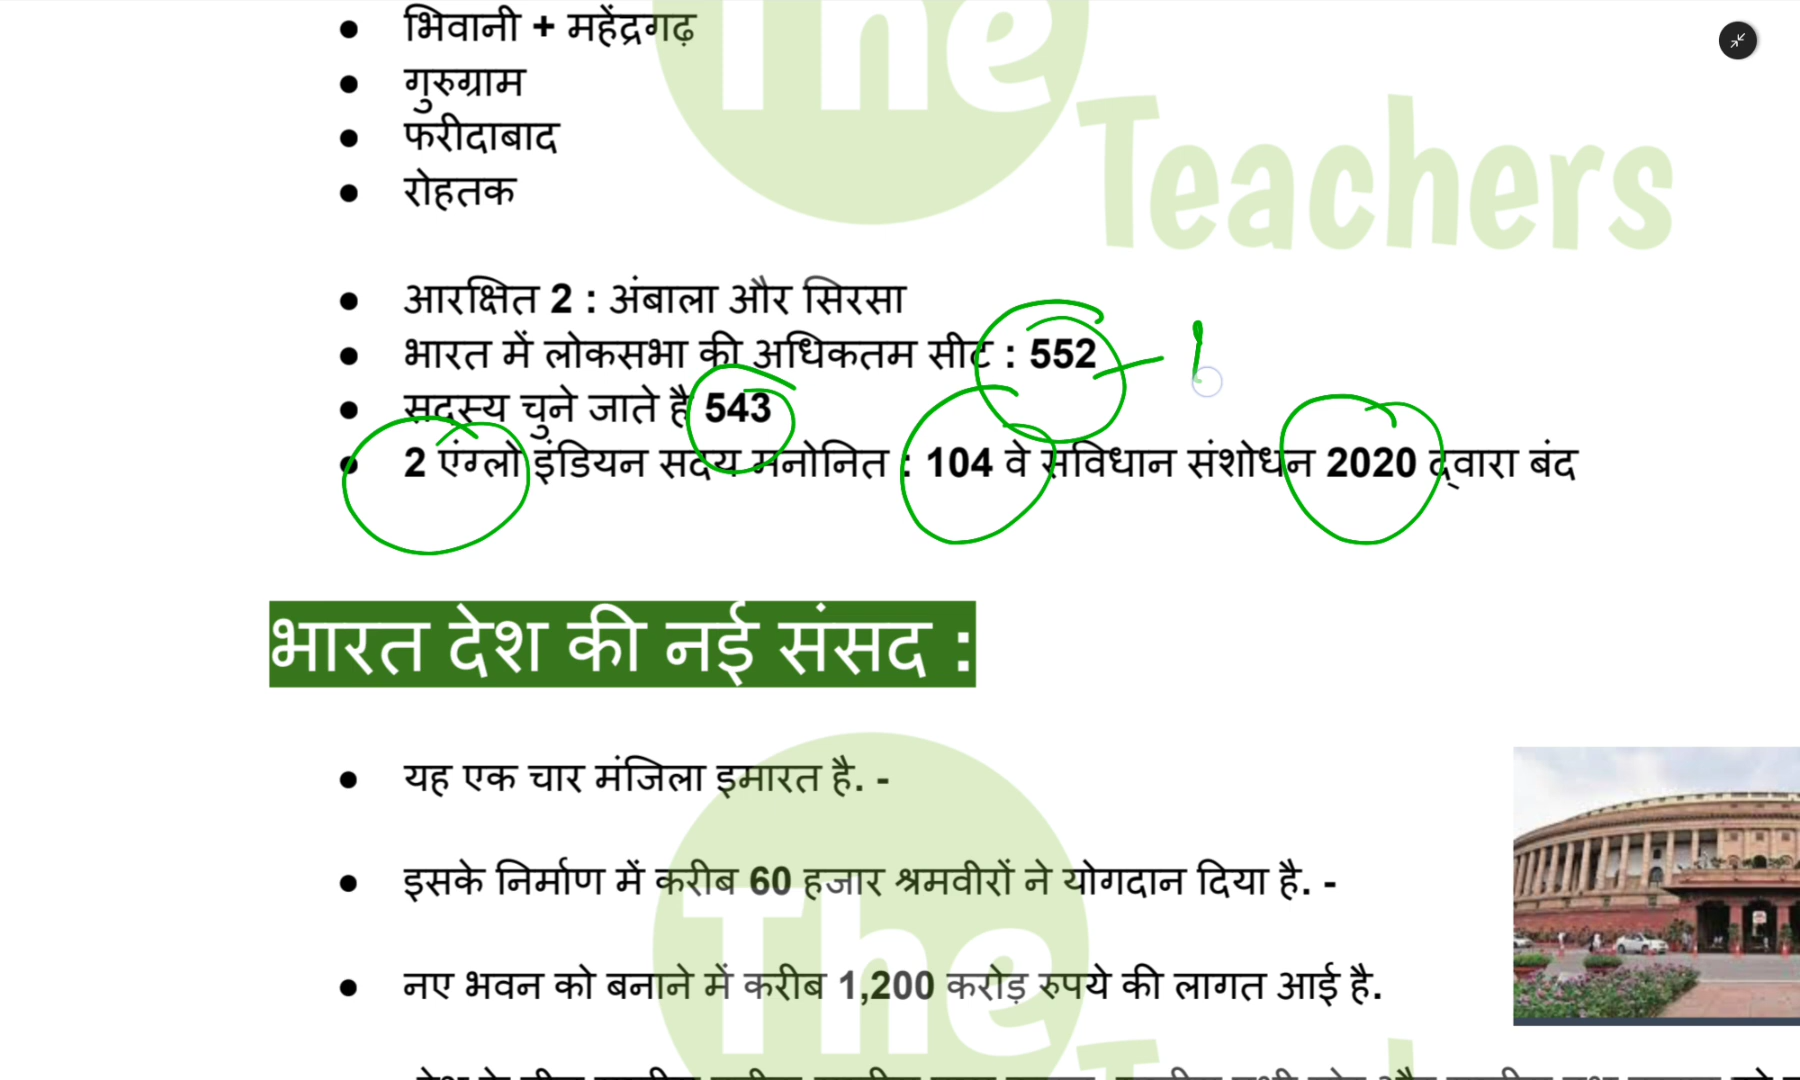 भिवानी + महेंद्रगढ़
The
गुरुग्राम
फरीदाबाद
Teachers
रोहतक
आरक्षित 2 : अंबाला और सिरसा
भारत में लोकसभा की अधिकतम सीट : 552
सदस्य चुने जाते है 543
2 एंग्लो इंडियन सदय मनोनित : 104 वे संविधान संशोधन 2020 द्वारा बंद
भारत देश की नई संसद :
यह एक चार मंजिला इमारत है. -
इसके निर्माण में करीब 60 हजार श्रमवीरों ने योगदान दिया है. -
The
नए भवन को बनाने में करीब 1,200 करोड़ रुपये की लागत आई है.